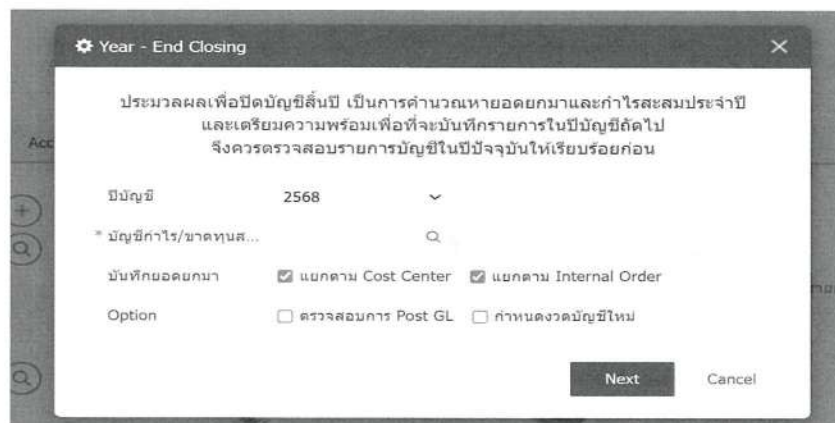 Year - End Closing
ประมวลผลเพื่อปิดบัญชีสิ้นปี เป็นการคำนวณหายอดยกมาและกำไรสะสมประจำปี
และเตรียมความพร้อมเพื่อที่จะบันทึกรายการในปีบัญชีถัดไป
จึงควรตรวจสอบรายการบัญชีในปีปัจจุบันให้เรียบร้อยก่อน
Acc
ปีบัญชี 2568
* บัญชีกำไร/ขาดทุนส...
บันทึกยอดยกมา แยกตาม Cost Center แยกตาม Internal Order
Option ตรวจสอบการ Post GL กำหนดงวดบัญชีใหม่
Next Cancel